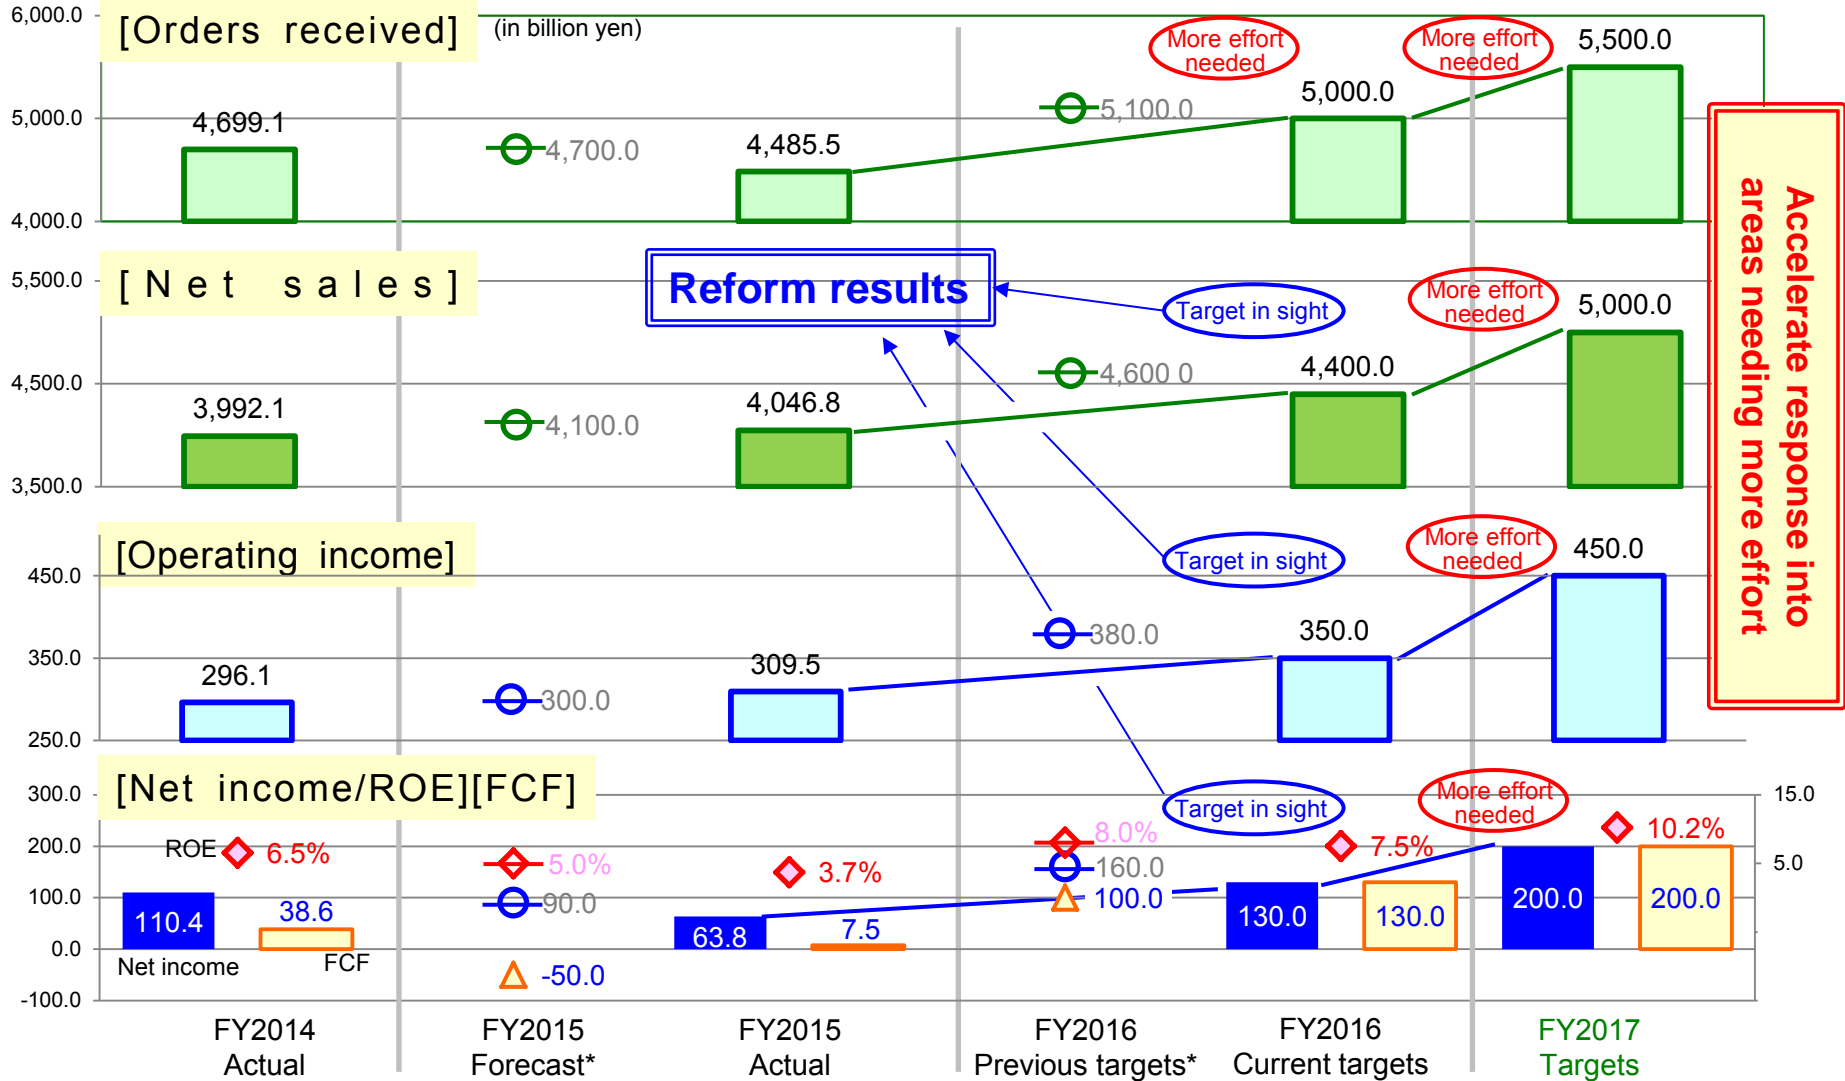 [Orders received]
(in billion yen)
6,000.0
5,000.0
4,000.0
4,699.1
4,700.0
4,485.5
5,100.0
5,000.0
5,500.0
More effort
needed
More effort
needed
[Net sales]
5,500.0
4,500.0
3,500.0
3,992.1
4,100.0
4,046.8
4,600 0
4,400.0
5,000.0
Reform results
Target in sight
More effort
needed
[Operating income]
450.0
350.0
250.0
296.1
300.0
309.5
380.0
350.0
450.0
Target in sight
More effort
needed
[Net income/ROE][FCF]
300.0
200.0
100.0
0.0
-100.0
15.0
5.0
ROE
6.5%
5.0%
3.7%
8.0%
7.5%
10.2%
110.4
38.6
90.0
-50.0
63.8
7.5
160.0
100.0
130.0
130.0
200.0
200.0
Net income
FCF
Target in sight
More effort
needed
Accelerate response into
areas needing more effort
FY2014
Actual
FY2015
Forecast*
FY2015
Actual
FY2016
Previous targets*
FY2016
Current targets
FY2017
Targets